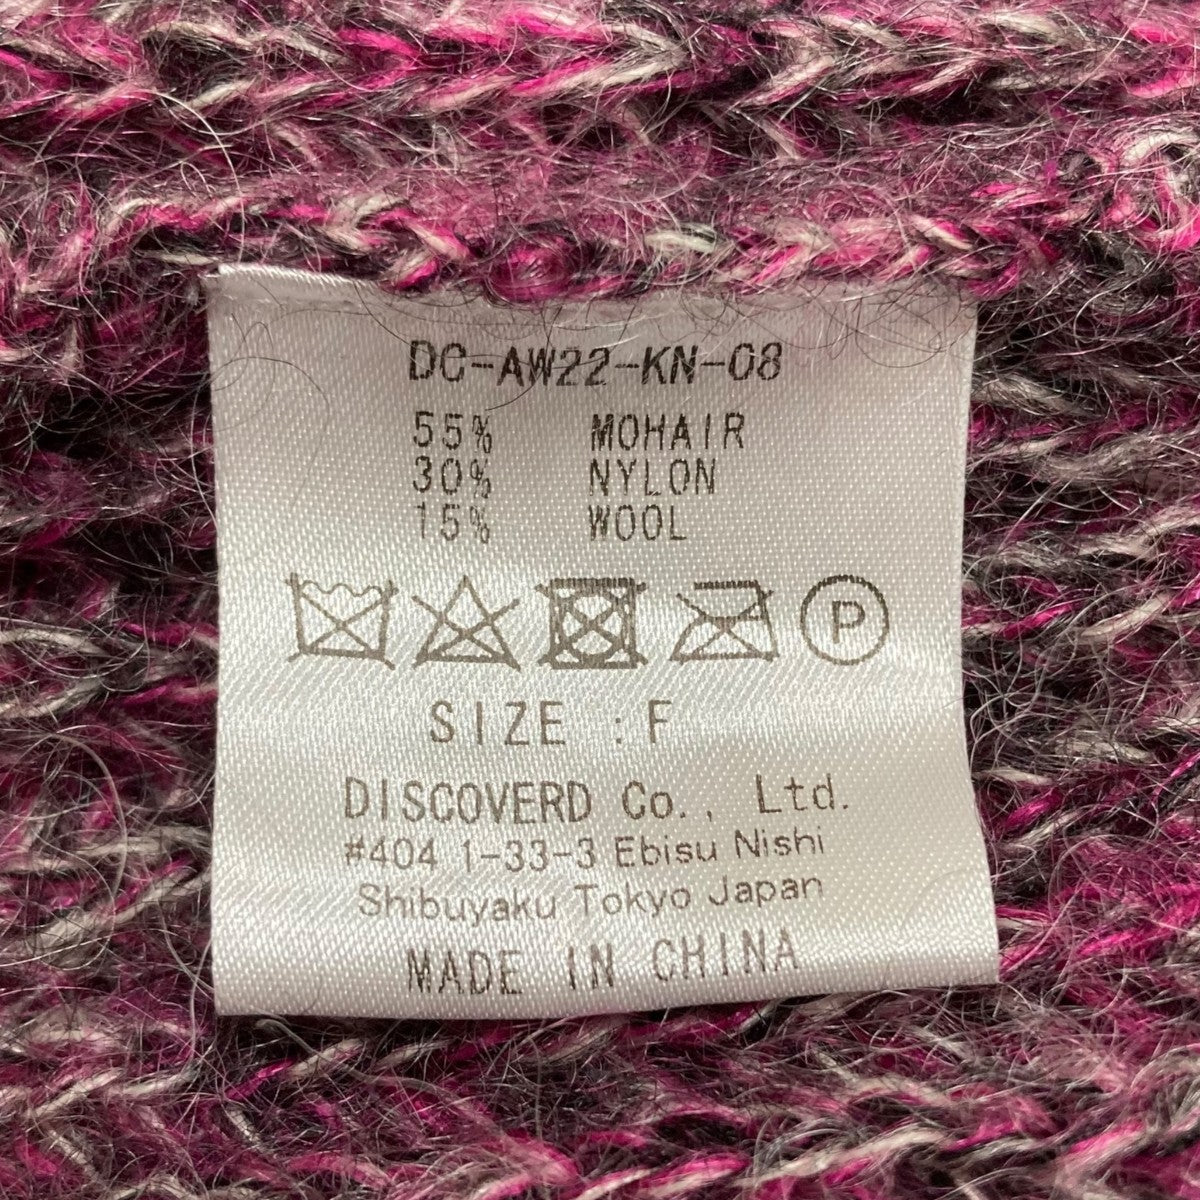 DC-AW22-KN-08
55% MOHAIR
30% NYLON
15% WOOL
P
SIZE : F
DISCOVERD Co., Ltd.
#404 1-33-3 Ebisu Nishi
Shibuyaku Tokyo Japan
MADE IN CHINA